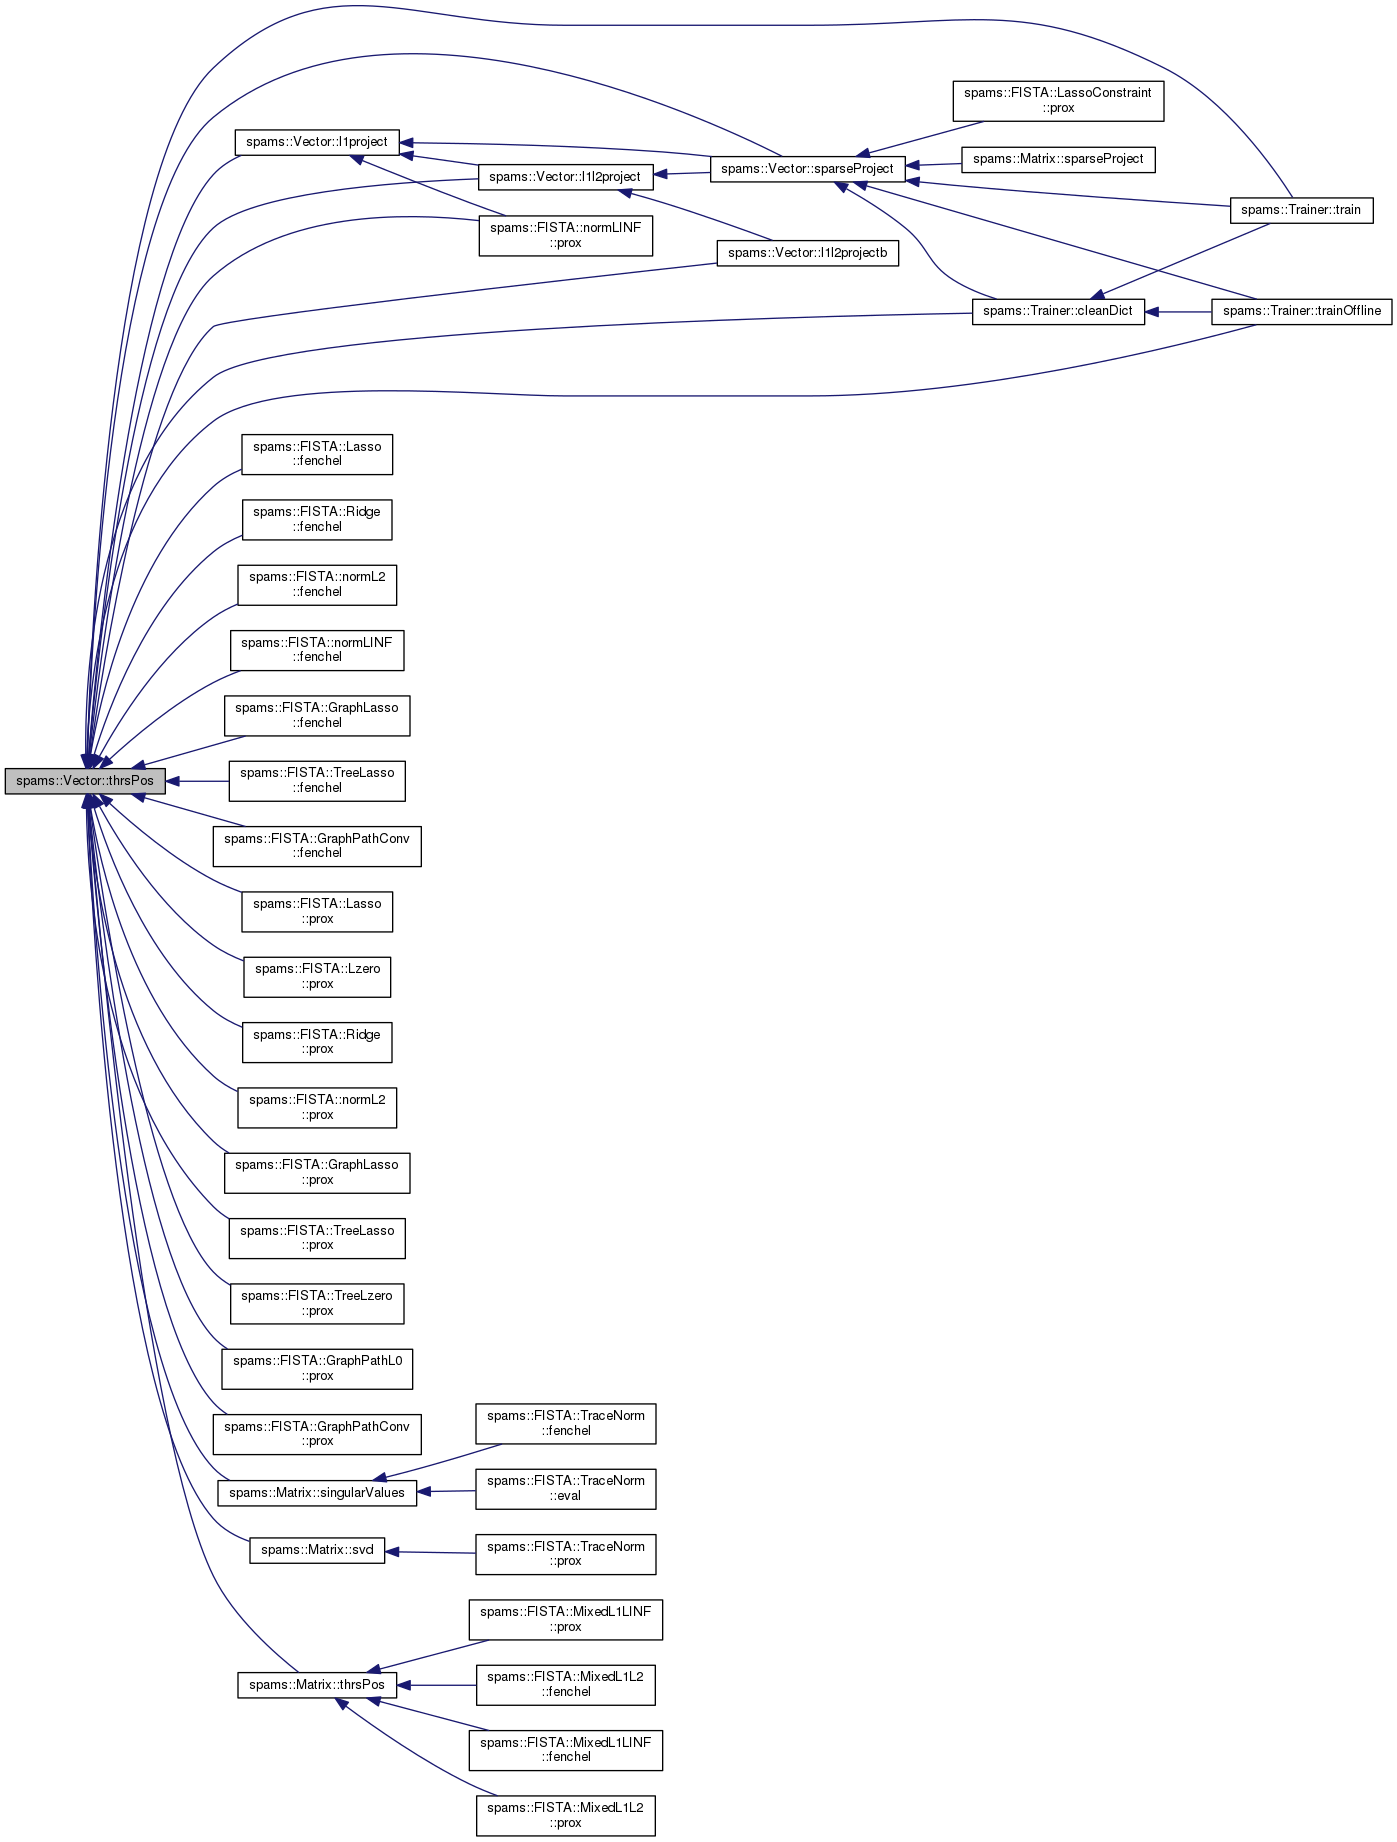 spams::FISTA::LassoConstraint
::prox
spams::Vector::l1project
spams::Matrix::sparseProject
spams::Vector::sparseProject
spams::Vector::l1l2project
spams::Trainer::train
spams::FISTA::normLINF
::prox
spams::Vector::l1l2projectb
spams::Trainer::cleanDict
spams::Trainer::trainOffline
spams::FISTA::Lasso
::fenchel
spams::FISTA::Ridge
::fenchel
spams::FISTA::normL2
::fenchel
spams::FISTA::normLINF
::fenchel
spams::FISTA::GraphLasso
::fenchel
spams::Vector::thrsPos
spams::FISTA::TreeLasso
::fenchel
spams::FISTA::GraphPathConv
::fenchel
spams::FISTA::Lasso
::prox
spams::FISTA::Lzero
::prox
spams::FISTA::Ridge
::prox
spams::FISTA::normL2
::prox
spams::FISTA::GraphLasso
::prox
spams::FISTA::TreeLasso
::prox
spams::FISTA::TreeLzero
::prox
spams::FISTA::GraphPathL0
::prox
spams::FISTA::GraphPathConv
::prox
spams::FISTA::TraceNorm
::fenchel
spams::Matrix::singularValues
spams::FISTA::TraceNorm
::eval
spams::Matrix::svd
spams::FISTA::TraceNorm
::prox
spams::FISTA::MixedL1LINF
::prox
spams::Matrix::thrsPos
spams::FISTA::MixedL1L2
::fenchel
spams::FISTA::MixedL1LINF
::fenchel
spams::FISTA::MixedL1L2
::prox